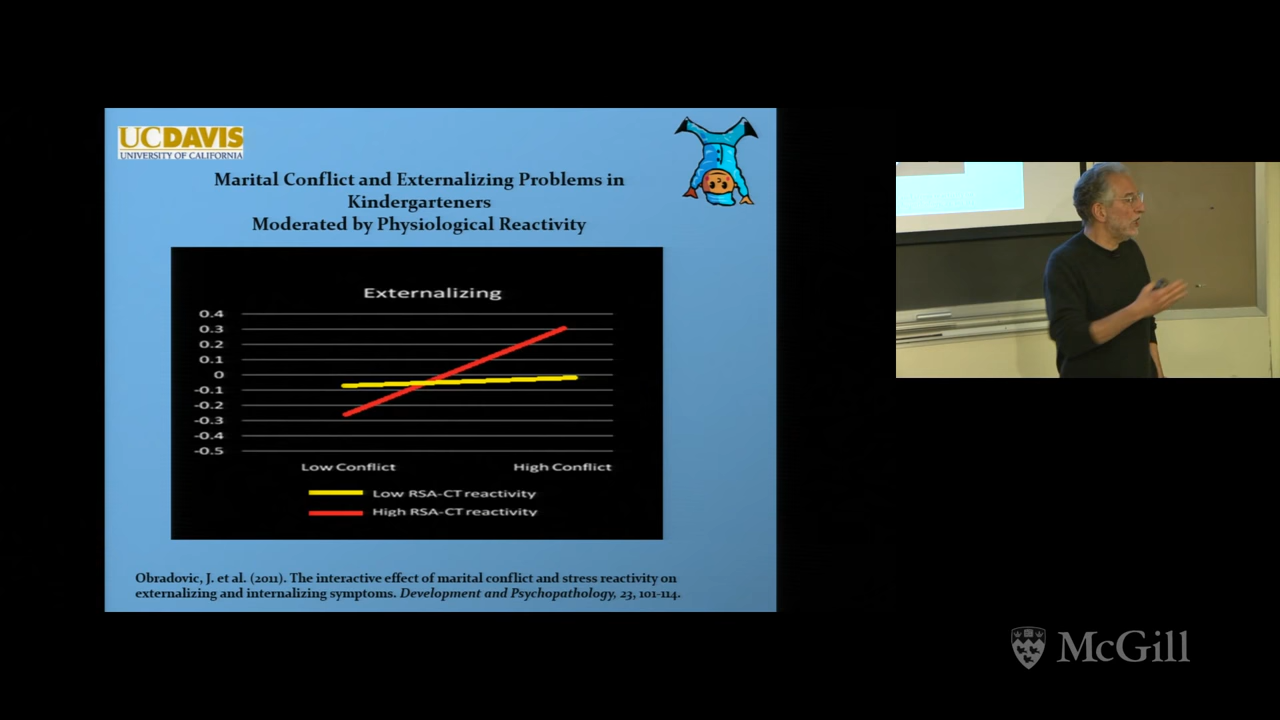 UCDAVIS
UNIVERSITY OF CALIFORNIA
Marital Conflict and Externalizing Problems in
Kindergarteners
Moderated by Physiological Reactivity
Externalizing
0.4
0.3
0.2
0.1
0
-0.1
-0.2
-0.3
-0.4
-0.5
Low Conflict High Conflict
Low RSA-CT reactivity
High RSA-CT reactivity
Obradovic, J. et al. (2011). The interactive effect of marital conflict and stress reactivity on
externalizing and internalizing symptoms. Development and Psychopathology, 23, 101-114.
McGill